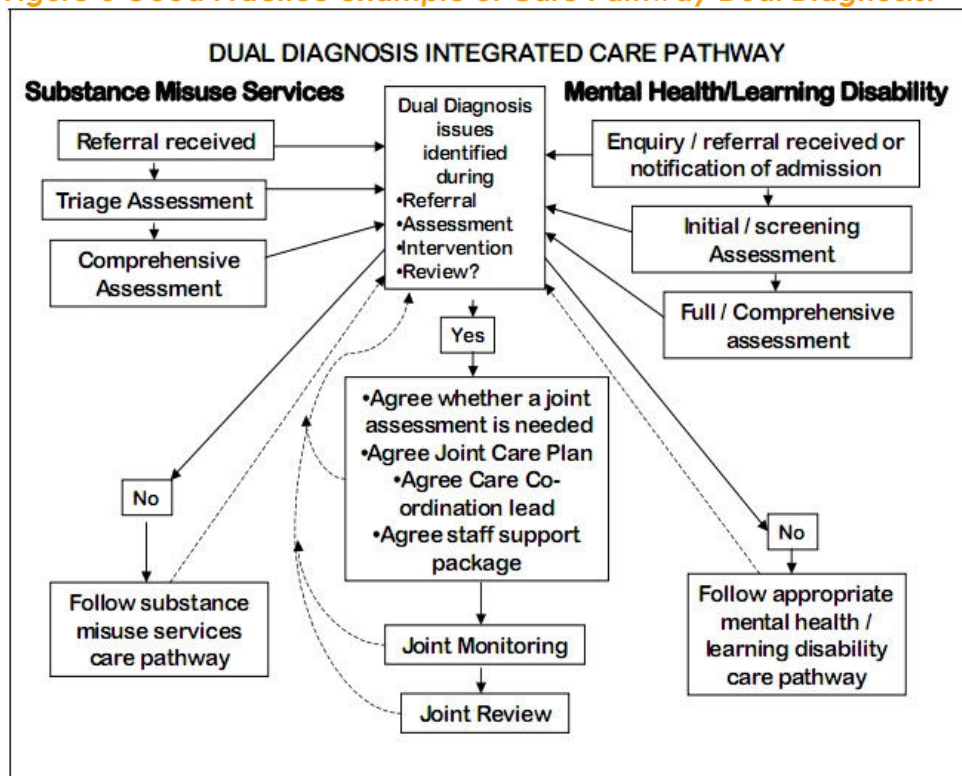 DUAL DIAGNOSIS INTEGRATED CARE PATHWAY
Substance Misuse Services
Referral received
Triage Assessment
Comprehensive
Assessment
Dual Diagnosis
issues
identified
during
•Referral
•Assessment
•Intervention
•Review?
Mental Health/Learning Disability
Enquiry / referral received or
notification of admission
Initial / screening
Assessment
Full / Comprehensive
assessment
Yes
•Agree whether a joint
assessment is needed
•Agree Joint Care Plan
•Agree Care Co-
ordination lead
•Agree staff support
package
No
Follow substance
misuse services
care pathway
Joint Monitoring
Joint Review
No
Follow appropriate
mental health /
learning disability
care pathway